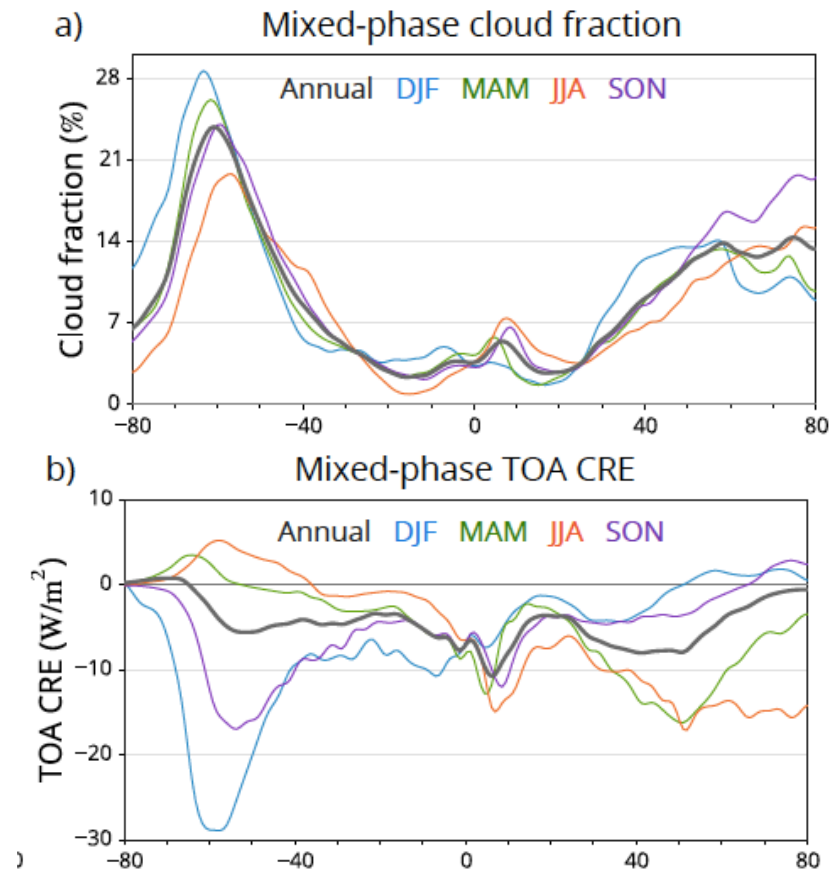 a) Mixed-phase cloud fraction
Annual DJF MAM JJA SON
Cloud fraction (%)
28
21
14
7
0
−80 −40 0 40 80
b) Mixed-phase TOA CRE
Annual DJF MAM JJA SON
TOA CRE (W/m²)
10
0
−10
−20
−30
−80 −40 0 40 80